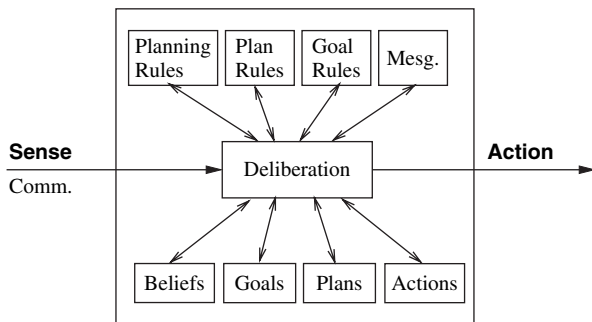 Planning Rules
Plan Rules
Goal Rules
Mesg.
Sense
Comm.
Deliberation
Action
Beliefs
Goals
Plans
Actions